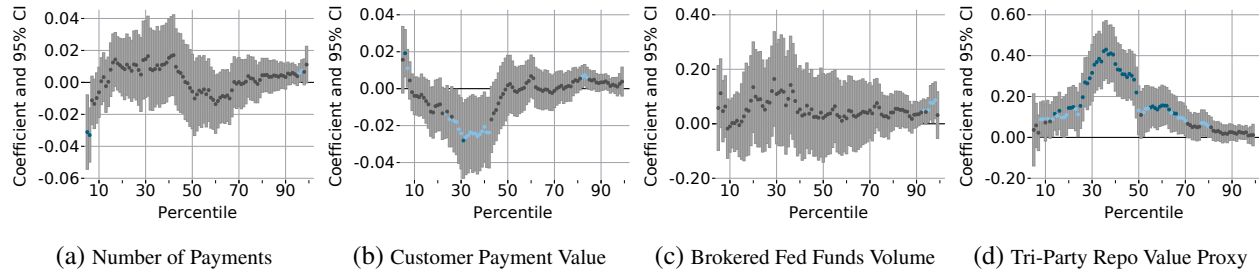 Coefficient and 95% CI
0.04
0.02
0.00
-0.02
-0.04
-0.06
10 30 50 70 90
Percentile
(a) Number of Payments
Coefficient and 95% CI
0.04
0.02
0.00
-0.02
-0.04
10 30 50 70 90
Percentile
(b) Customer Payment Value
Coefficient and 95% CI
0.40
0.20
0.00
-0.20
10 30 50 70 90
Percentile
(c) Brokered Fed Funds Volume
Coefficient and 95% CI
0.60
0.40
0.20
0.00
-0.20
10 30 50 70 90
Percentile
(d) Tri-Party Repo Value Proxy